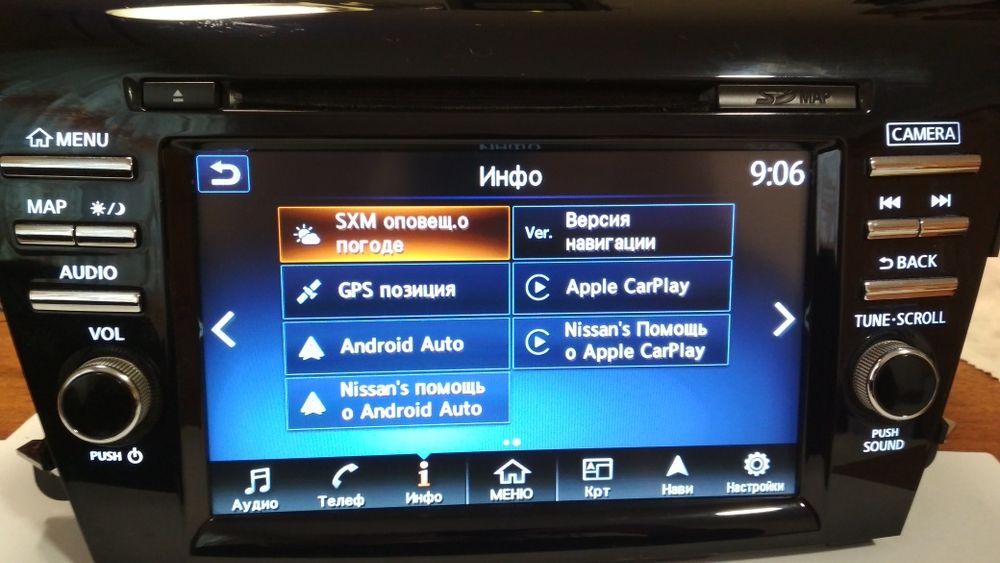 SD MAP
MENU
CAMERA
MAP
AUDIO
BACK
VOL
TUNE·SCROLL
PUSH
PUSH
SOUND
Инфо
9:06
SXM оповещ.о
погоде
Ver.
Версия
навигации
GPS позиция
Apple CarPlay
Android Auto
Nissan's Помощь
о Apple CarPlay
Nissan's помощь
о Android Auto
Аудио
Телеф
Инфо
МЕНЮ
Крт
Нави
Настройки